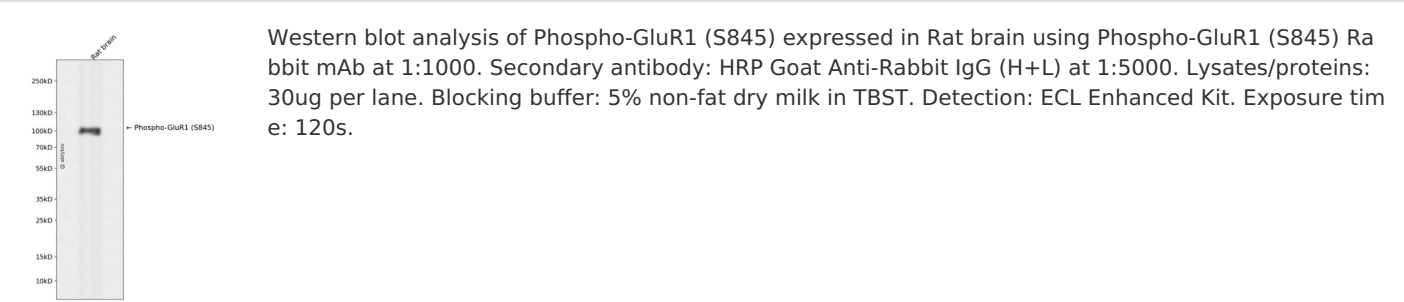 Rat brain
250kD
130kD
100kD
70kD
55kD
35kD
25kD
15kD
10kD
← Phospho-GluR1 (S845)
Western blot analysis of Phospho-GluR1 (S845) expressed in Rat brain using Phospho-GluR1 (S845) Ra
bbit mAb at 1:1000. Secondary antibody: HRP Goat Anti-Rabbit IgG (H+L) at 1:5000. Lysates/proteins:
30ug per lane. Blocking buffer: 5% non-fat dry milk in TBST. Detection: ECL Enhanced Kit. Exposure tim
e: 120s.